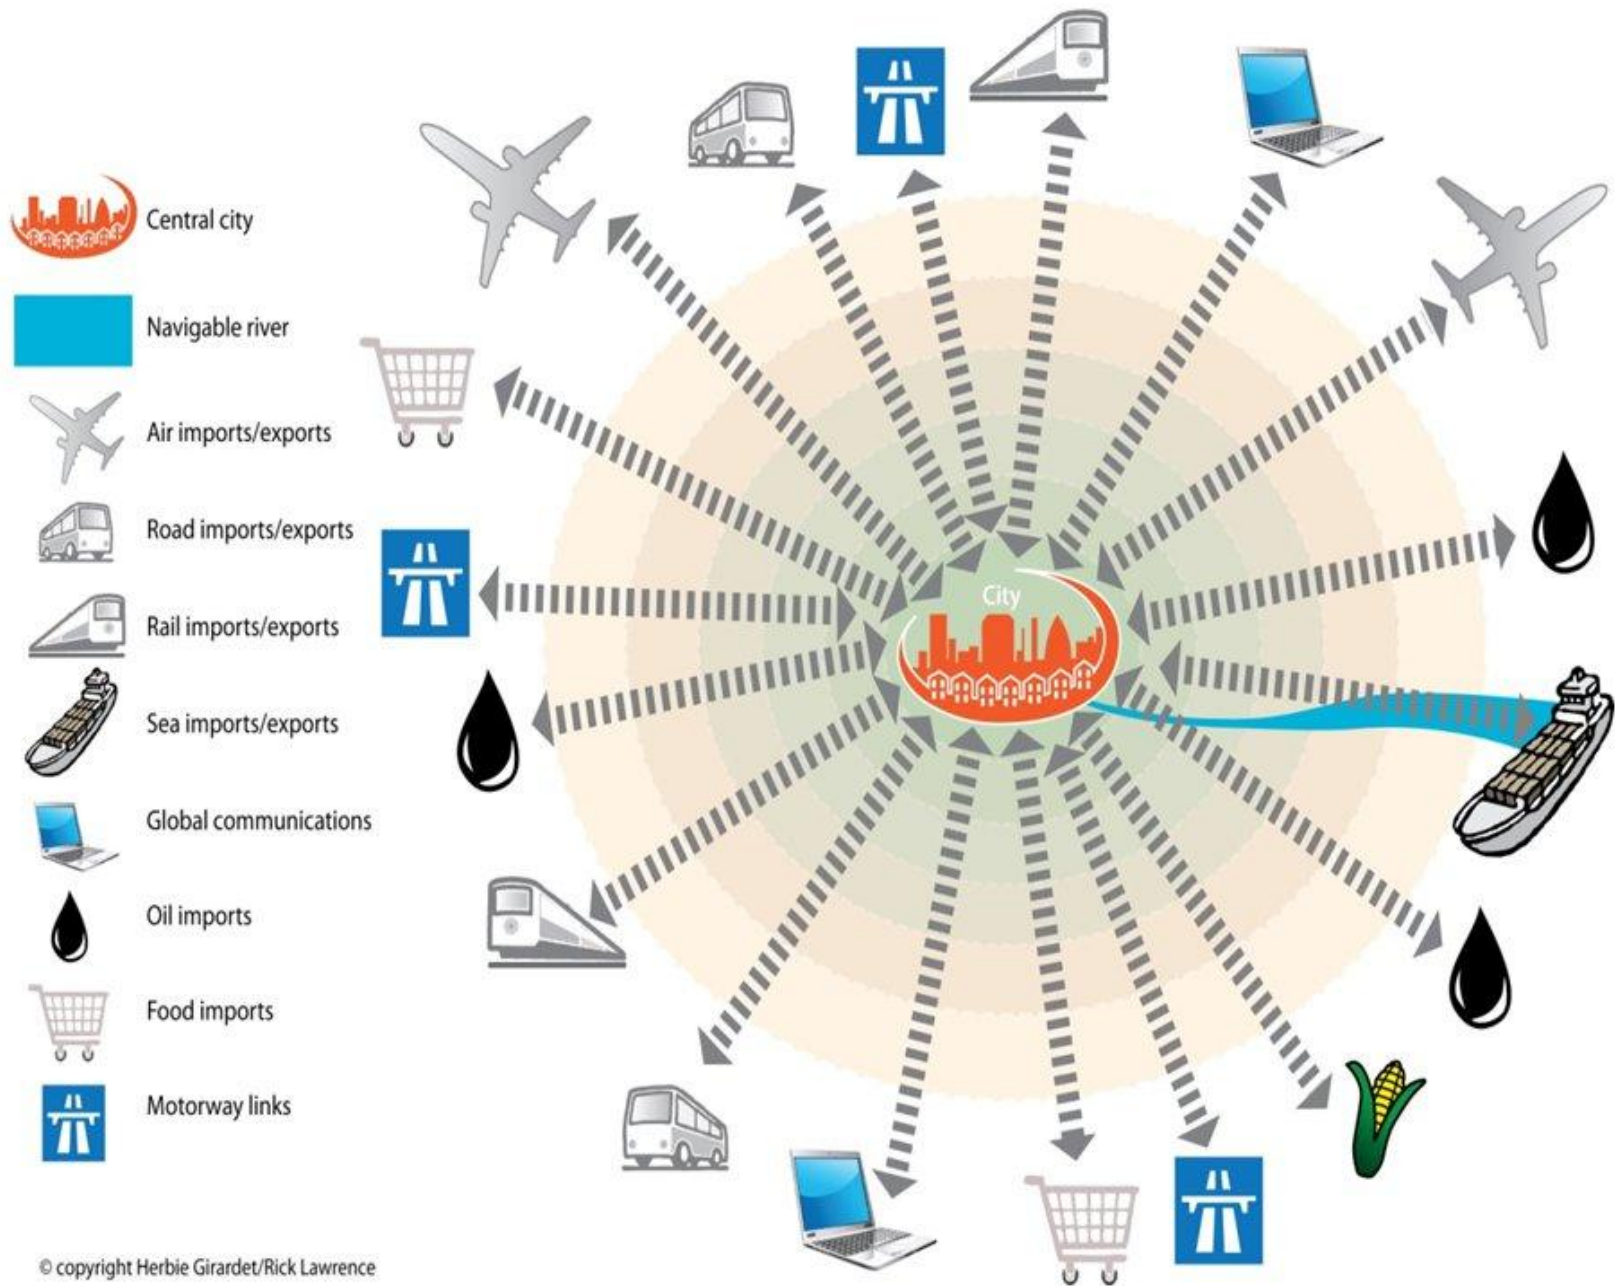 Central city
Navigable river
Air imports/exports
Road imports/exports
Rail imports/exports
Sea imports/exports
Global communications
Oil imports
Food imports
Motorway links
City
© copyright Herbie Girardet/Rick Lawrence